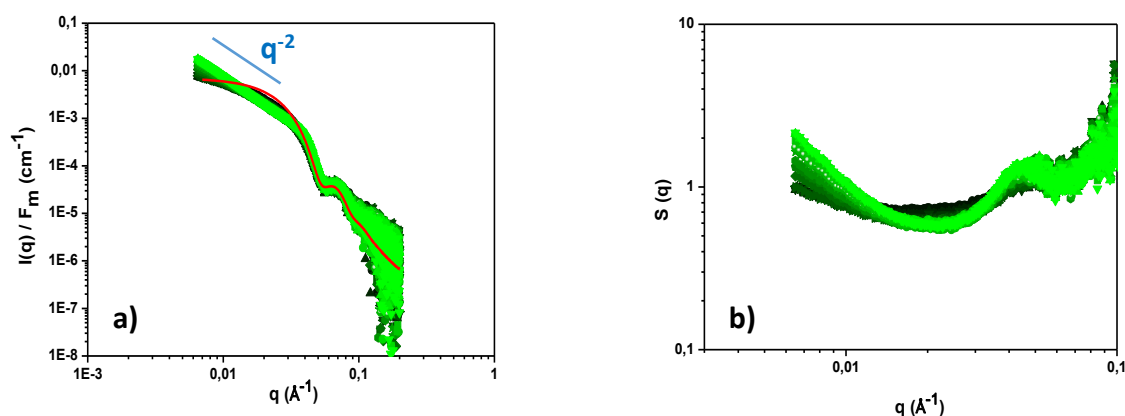 0,1
0,01
1E-3
1E-4
1E-5
1E-6
1E-7
1E-8
I(q) / F_m (cm⁻¹)
q⁻²
a)
1E-3 0,01 0,1 1
q (Å⁻¹)
10
1
0,1
S (q)
b)
0,01 0,1
q (Å⁻¹)